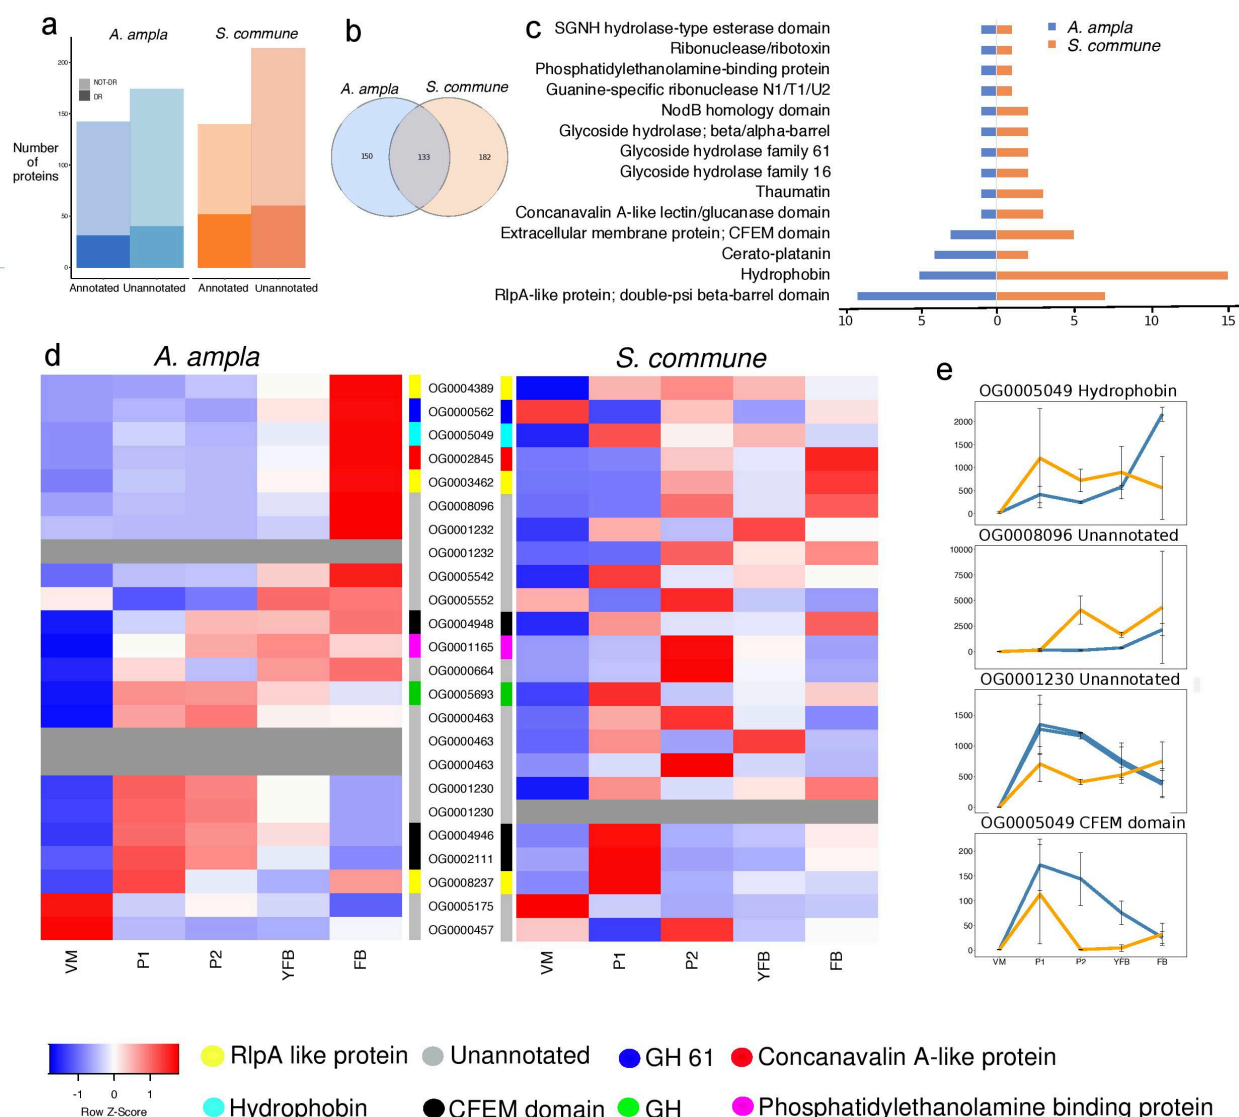 a
A. ampla
S. commune
200
150
100
50
0
NOT-DR
DR
Number
of
proteins
Annotated Unannotated Annotated Unannotated
b
A. ampla
S. commune
150 133 182
c
SGNH hydrolase-type esterase domain
Ribonuclease/ribotoxin
Phosphatidylethanolamine-binding protein
Guanine-specific ribonuclease N1/T1/U2
NodB homology domain
Glycoside hydrolase; beta/alpha-barrel
Glycoside hydrolase family 61
Glycoside hydrolase family 16
Thaumatin
Concanavalin A-like lectin/glucanase domain
Extracellular membrane protein; CFEM domain
Cerato-platanin
Hydrophobin
RlpA-like protein; double-psi beta-barrel domain
A. ampla
S. commune
10 5 0 5 10 15
d
A. ampla
S. commune
OG0004389
OG0000562
OG0005049
OG0002845
OG0003462
OG0008096
OG0001232
OG0001232
OG0005542
OG0005552
OG0004948
OG0001165
OG0000664
OG0005693
OG0000463
OG0000463
OG0000463
OG0001230
OG0001230
OG0004946
OG0002111
OG0008237
OG0005175
OG0000457
VM P1 P2 YFB FB
VM P1 P2 YFB FB
e
OG0005049 Hydrophobin
2000
1500
1000
500
0
OG0008096 Unannotated
10000
7500
5000
2500
0
OG0001230 Unannotated
1500
1000
500
0
OG0005049 CFEM domain
200
150
100
50
0
VM P1 P2 YFB FB
-1 0 1
Row Z-Score
RlpA like protein
Unannotated
GH 61
Concanavalin A-like protein
Hydrophobin
CFEM domain
GH
Phosphatidylethanolamine binding protein